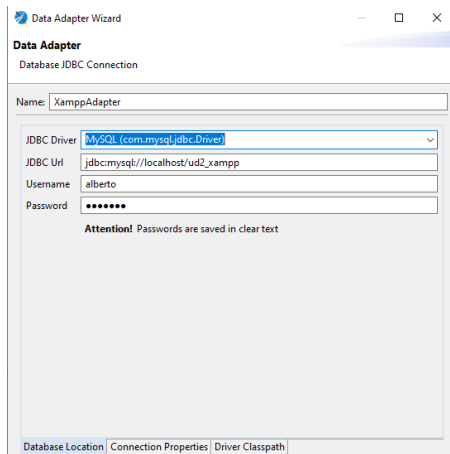 Data Adapter Wizard
Data Adapter
Database JDBC Connection
Name: XamppAdapter
JDBC Driver MySQL (com.mysql.jdbc.Driver)
JDBC Url jdbc:mysql://localhost/ud2_xampp
Username alberto
Password ●●●●●●●
Attention! Passwords are saved in clear text
Database Location Connection Properties Driver Classpath